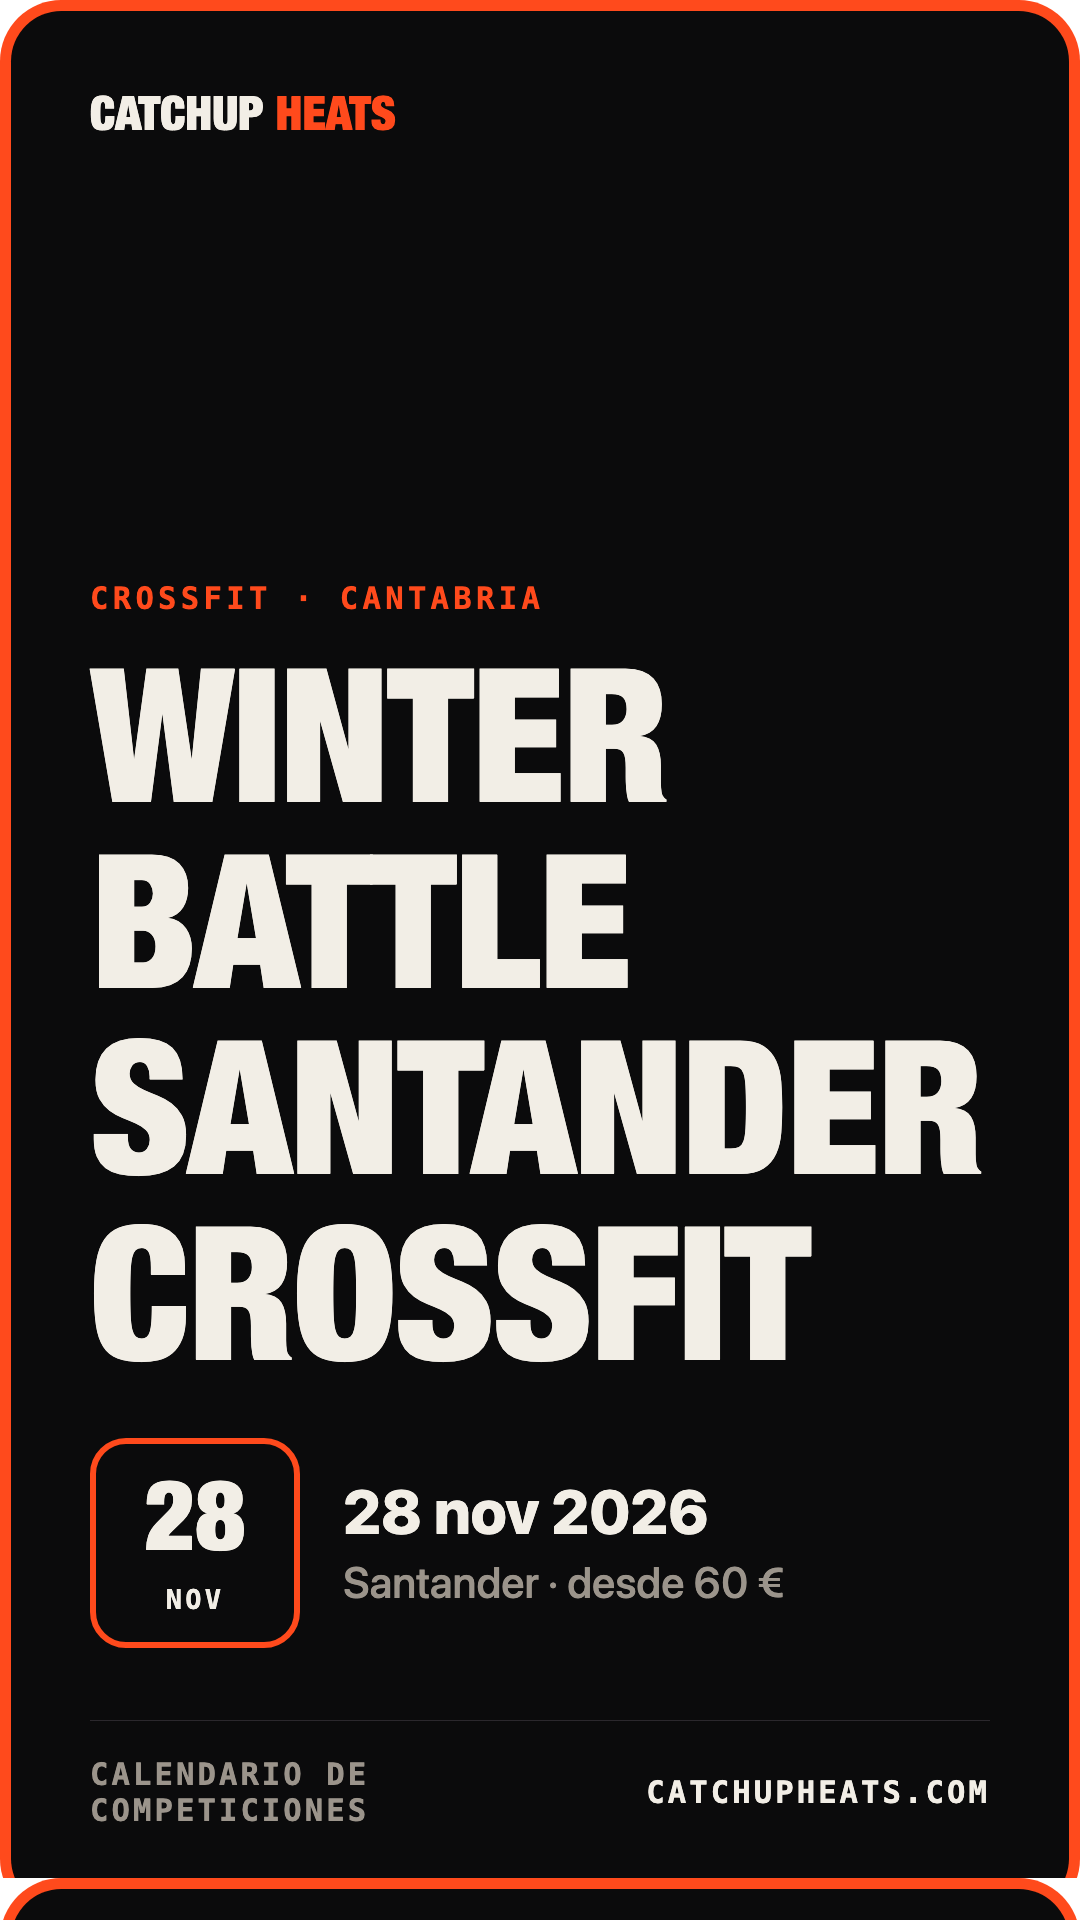 CATCHUP HEATS
CROSSFIT · CANTABRIA
WINTER
BATTLE
SANTANDER
CROSSFIT
28
NOV
28 nov 2026
Santander · desde 60 €
CALENDARIO DE
COMPETICIONES
CATCHUPHEATS.COM